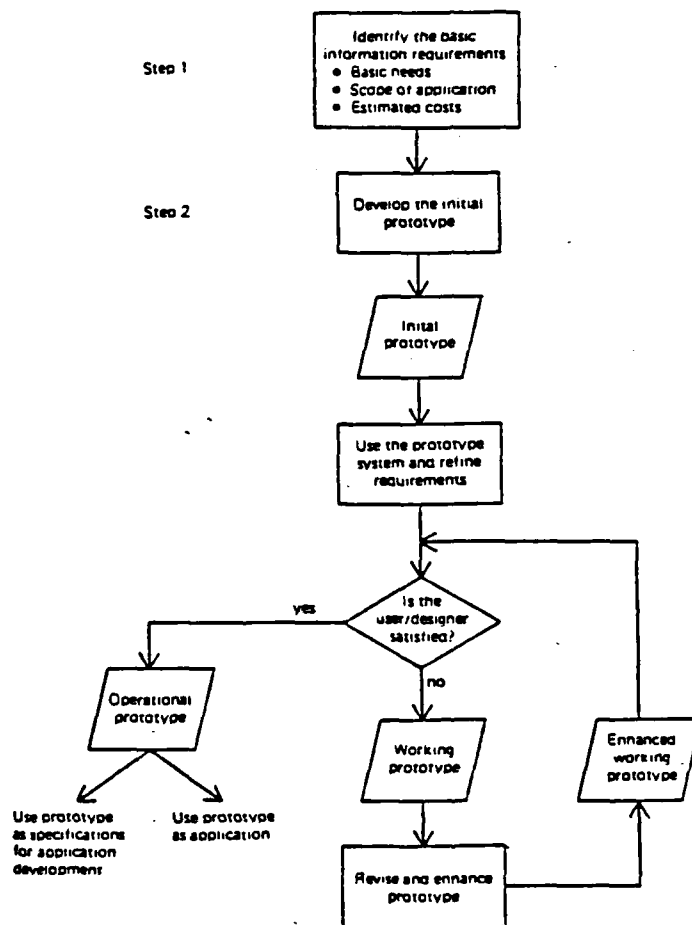 Step 1
Identify the basic
information requirements
● Basic needs
● Scope of application
● Estimated costs
Step 2
Develop the initial
prototype
Inital
prototype
Use the prototype
system and refine
requirements
Is the
user/designer
satisfied?
yes
no
Operational
prototype
Working
prototype
Enhanced
working
prototype
Use prototype
as specifications
for application
development
Use prototype
as application
Revise and enhance
prototype